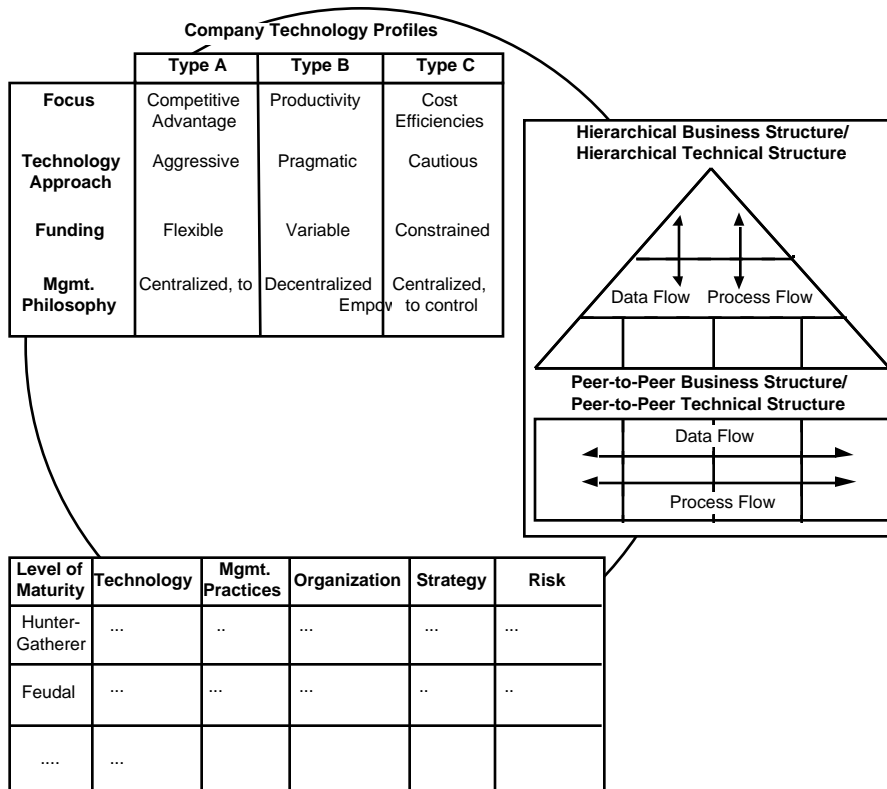 Company Technology Profiles
Type A Type B Type C
Focus Competitive Productivity Cost
Advantage Efficiencies
Technology Aggressive Pragmatic Cautious
Approach
Funding Flexible Variable Constrained
Mgmt. Centralized, to Decentralized Centralized,
Philosophy to control
Hierarchical Business Structure/
Hierarchical Technical Structure
Data Flow Process Flow
Peer-to-Peer Business Structure/
Peer-to-Peer Technical Structure
Data Flow
Process Flow
Level of Technology Mgmt. Organization Strategy Risk
Maturity Practices
Hunter- ... .. ... ... ...
Gatherer
Feudal ... ... ... .. ..
.... ...